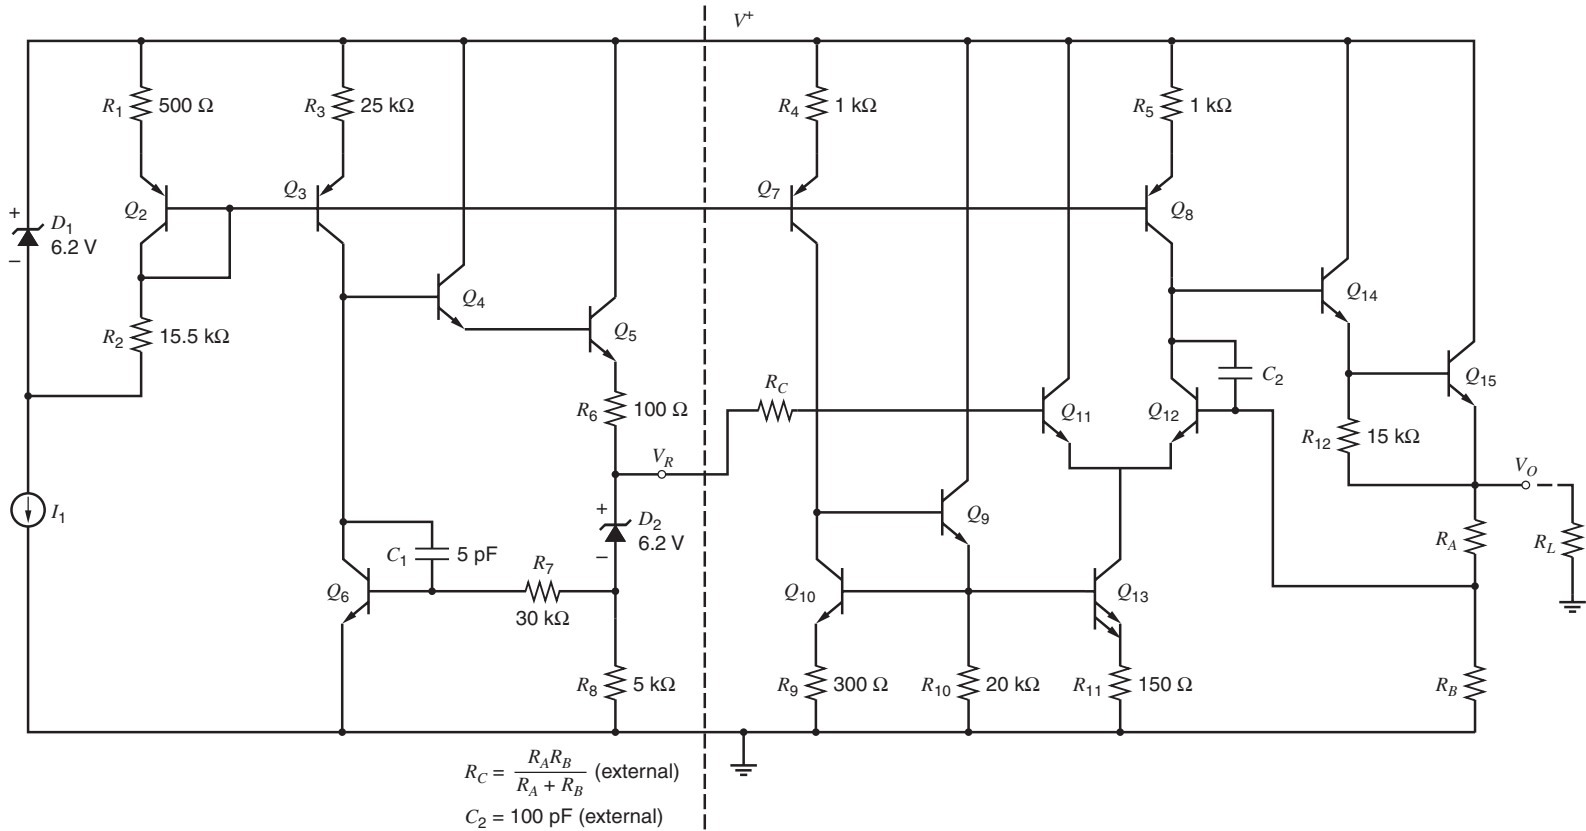 V+
R1 500 Ω
R3 25 kΩ
R4 1 kΩ
R5 1 kΩ
Q2
Q3
Q7
Q8
+
D1
6.2 V
–
Q4
Q14
R2 15.5 kΩ
Q5
RC
R6 100 Ω
Q11
Q12
C2
Q15
R12 15 kΩ
VR
VO
I1
+
D2
6.2 V
–
Q9
C1 5 pF
RA
RL
R7
30 kΩ
Q6
Q10
Q13
R8 5 kΩ
R9 300 Ω
R10 20 kΩ
R11 150 Ω
RB
RC = RARB / RA + RB (external)
C2 = 100 pF (external)